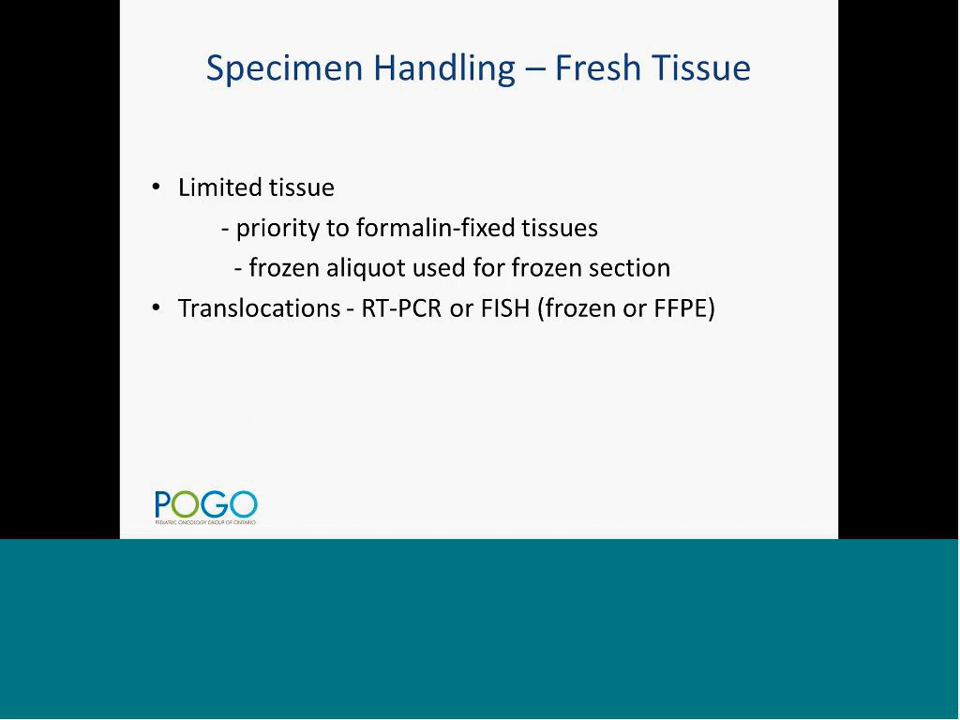 Specimen Handling – Fresh Tissue
• Limited tissue
- priority to formalin-fixed tissues
- frozen aliquot used for frozen section
• Translocations - RT-PCR or FISH (frozen or FFPE)
POGO
PEDIATRIC ONCOLOGY GROUP OF ONTARIO